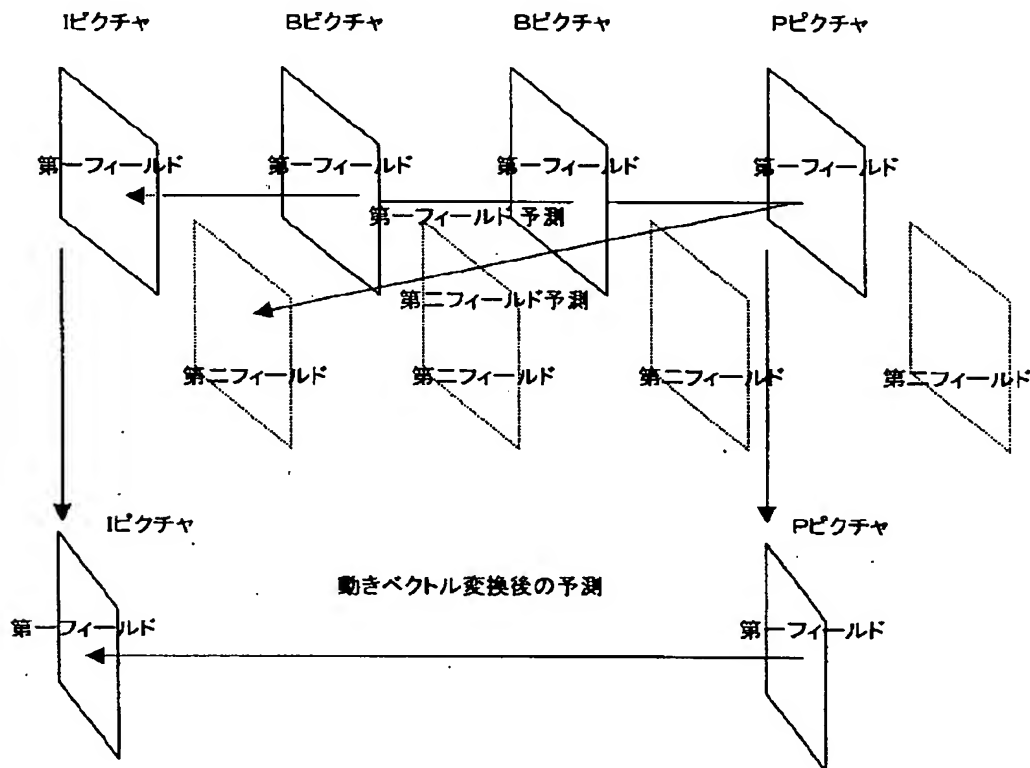 Iピクチャ Bピクチャ Bピクチャ Pピクチャ
第一フィールド 第一フィールド 第一フィールド 第一フィールド
第一フィールド予測
第二フィールド予測
第二フィールド 第二フィールド 第二フィールド 第二フィールド
Iピクチャ Pピクチャ
動きベクトル変換後の予測
第一フィールド 第一フィールド